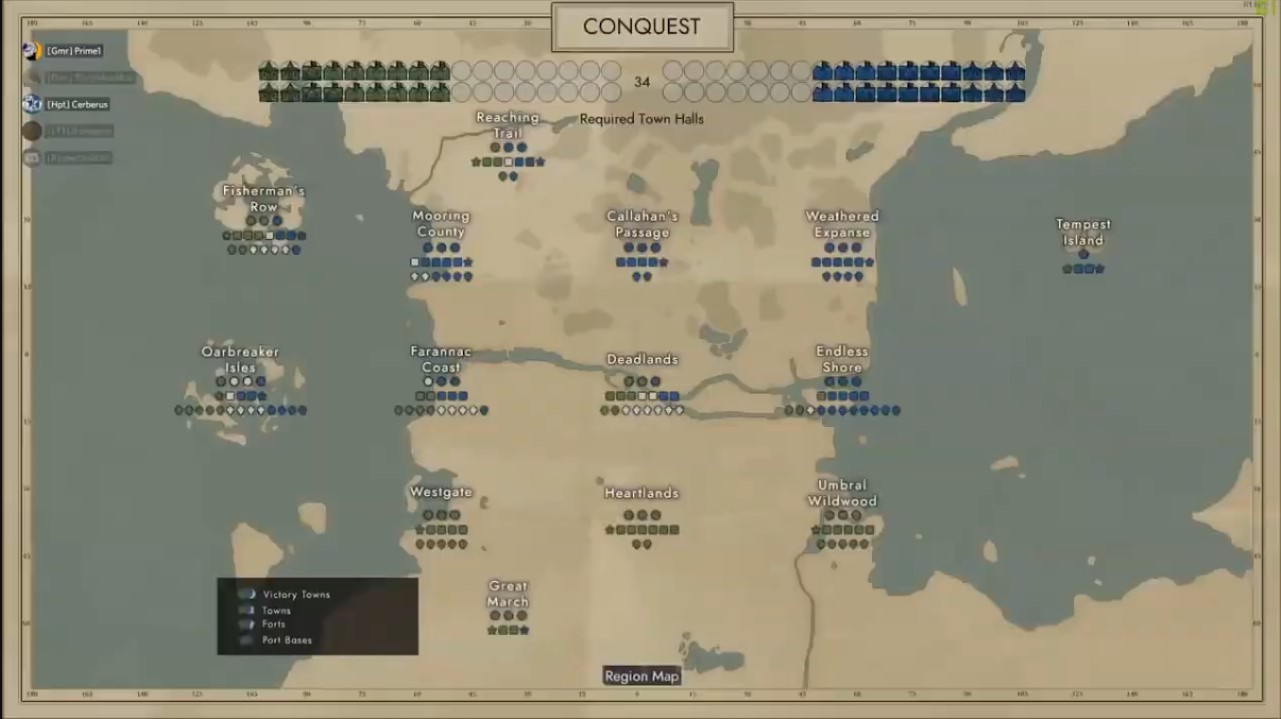 CONQUEST
[Gmr] Prime1
[Hpt] Cerberus
34
Required Town Halls
Reaching
Trail
Fisherman's
Row
Mooring
County
Callahan's
Passage
Weathered
Expanse
Tempest
Island
Oarbreaker
Isles
Farannac
Coast
Deadlands
Endless
Shore
Westgate
Heartlands
Umbral
Wildwood
Great
March
Victory Towns
Towns
Forts
Port Bases
Region Map